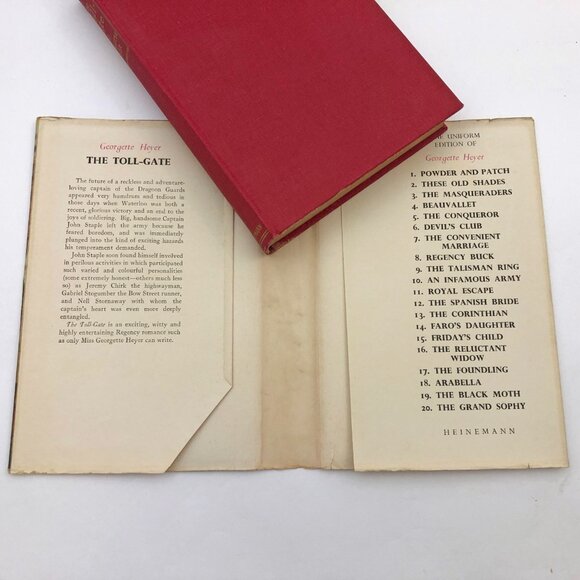 Georgette Heyer
THE TOLL-GATE
The future of a reckless and adventure-
loving captain of the Dragoon Guards
appeared very humdrum and tedious in
those days when Waterloo was both a
recent, glorious victory and an end to the
joys of soldiering. Big, handsome Captain
John Staple left the army because he
feared boredom, and was immediately
plunged into the kind of exciting hazards
his temperament demanded.
John Staple soon found himself involved
in perilous activities in which participated
such varied and colourful personalities
(some extremely honest—others much less
so) as Jeremy Chirk the highwayman,
Gabriel Stogumber the Bow Street runner,
and Nell Stornaway with whom the
captain's heart was even more deeply
entangled.
The Toll-Gate is an exciting, witty and
highly entertaining Regency romance such
as only Miss Georgette Heyer can write.
UNIFORM
EDITION OF
Georgette Heyer
1. POWDER AND PATCH
2. THESE OLD SHADES
3. THE MASQUERADERS
4. BEAUVALLET
5. THE CONQUEROR
6. DEVIL'S CLUB
7. THE CONVENIENT
MARRIAGE
8. REGENCY BUCK
9. THE TALISMAN RING
10. AN INFAMOUS ARMY
11. ROYAL ESCAPE
12. THE SPANISH BRIDE
13. THE CORINTHIAN
14. FARO'S DAUGHTER
15. FRIDAY'S CHILD
16. THE RELUCTANT
WIDOW
17. THE FOUNDLING
18. ARABELLA
19. THE BLACK MOTH
20. THE GRAND SOPHY
HEINEMANN